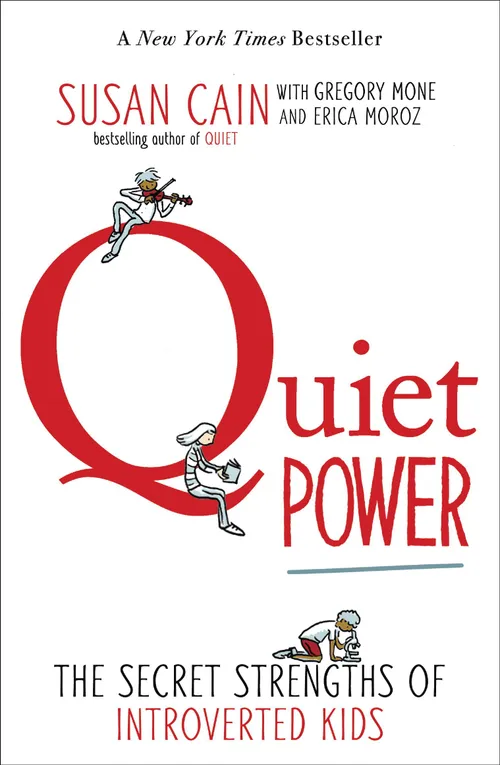 A New York Times Bestseller
SUSAN CAIN WITH GREGORY MONE
AND ERICA MOROZ
bestselling author of QUIET
Quiet
POWER
THE SECRET STRENGTHS OF
INTROVERTED KIDS